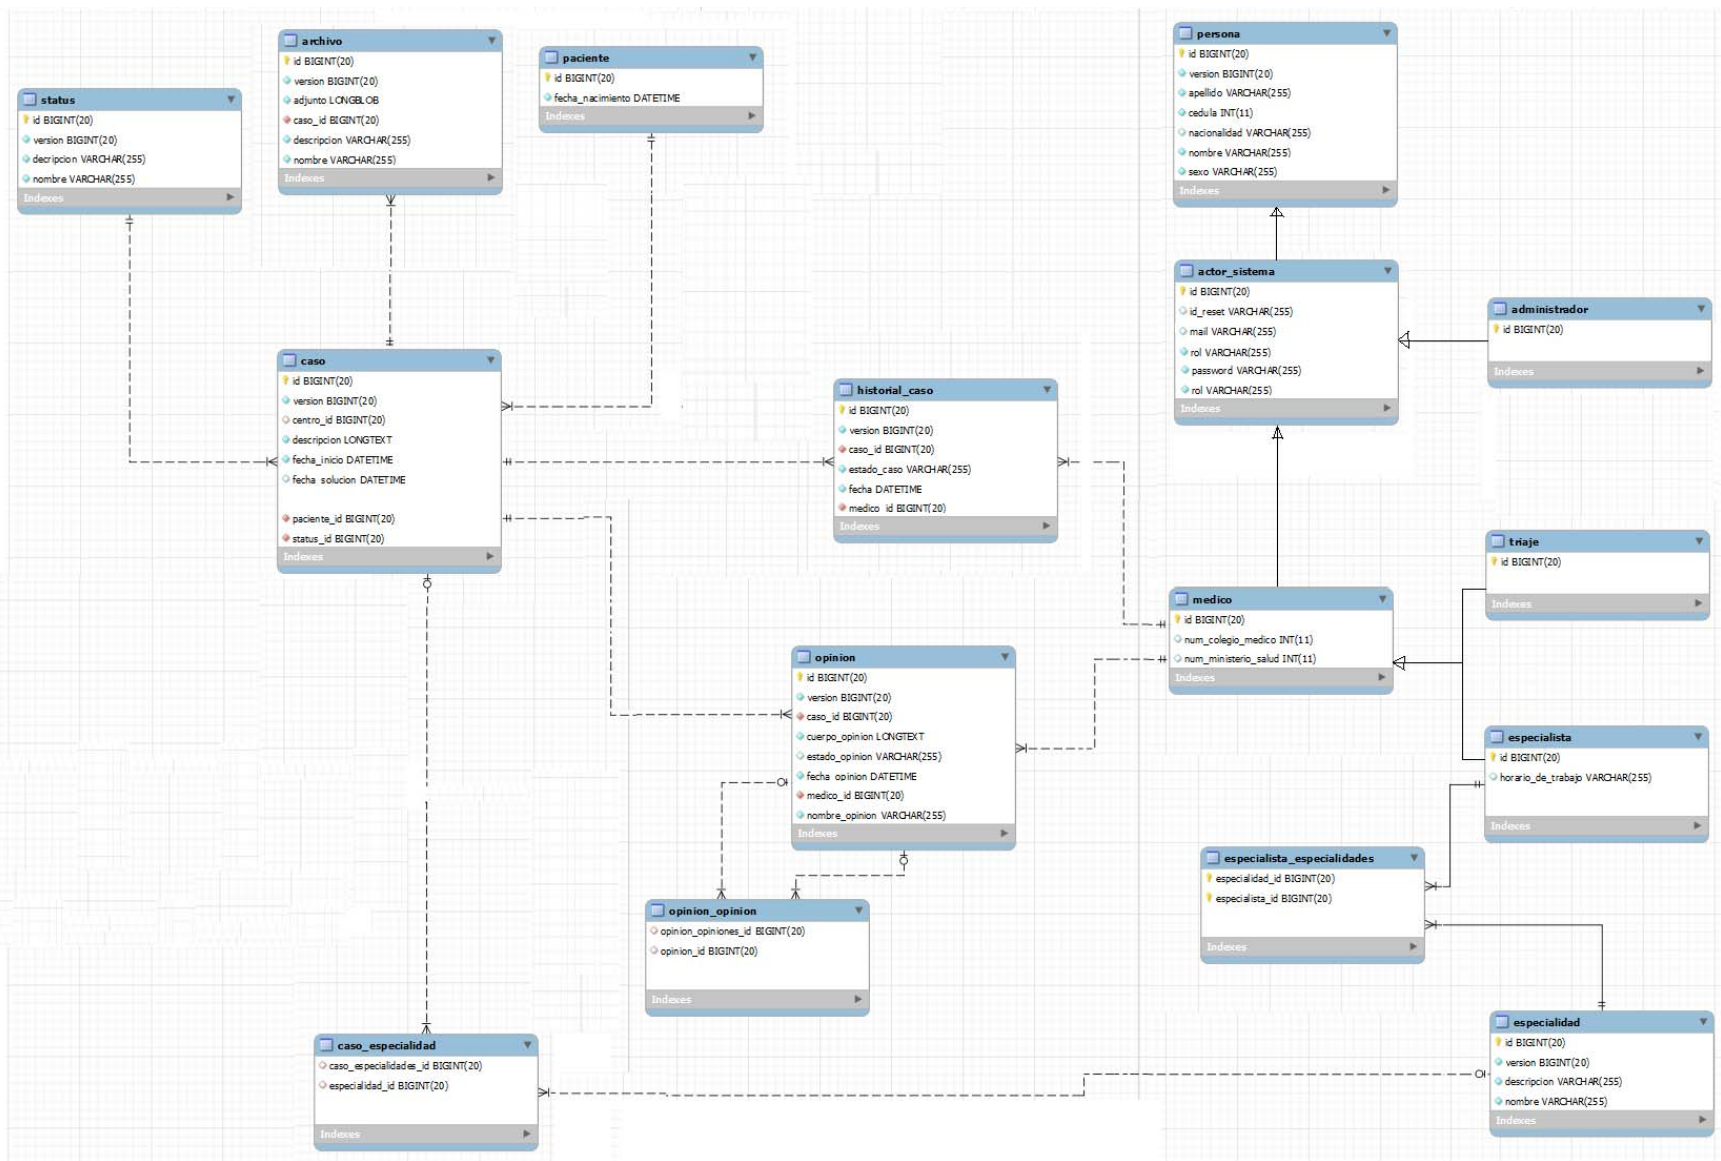 archivo
id BIGINT(20)
version BIGINT(20)
adjunto LONGBLOB
caso_id BIGINT(20)
descripcion VARCHAR(255)
nombre VARCHAR(255)
Indexes
paciente
id BIGINT(20)
fecha_nacimiento DATETIME
Indexes
persona
id BIGINT(20)
version BIGINT(20)
apellido VARCHAR(255)
cedula INT(11)
nacionalidad VARCHAR(255)
nombre VARCHAR(255)
sexo VARCHAR(255)
Indexes
status
id BIGINT(20)
version BIGINT(20)
decripcion VARCHAR(255)
nombre VARCHAR(255)
Indexes
actor_sistema
id BIGINT(20)
id_reset VARCHAR(255)
mail VARCHAR(255)
rol VARCHAR(255)
password VARCHAR(255)
rol VARCHAR(255)
Indexes
administrador
id BIGINT(20)
Indexes
caso
id BIGINT(20)
version BIGINT(20)
centro_id BIGINT(20)
descripcion LONGTEXT
fecha_inicio DATETIME
fecha_solucion DATETIME
paciente_id BIGINT(20)
status_id BIGINT(20)
Indexes
historial_caso
id BIGINT(20)
version BIGINT(20)
caso_id BIGINT(20)
estado_caso VARCHAR(255)
fecha DATETIME
medico_id BIGINT(20)
Indexes
triaje
id BIGINT(20)
Indexes
medico
id BIGINT(20)
num_colegio_medico INT(11)
num_ministerio_salud INT(11)
Indexes
opinion
id BIGINT(20)
version BIGINT(20)
caso_id BIGINT(20)
cuerpo_opinion LONGTEXT
estado_opinion VARCHAR(255)
fecha_opinion DATETIME
medico_id BIGINT(20)
nombre_opinion VARCHAR(255)
Indexes
especialista
id BIGINT(20)
horario_de_trabajo VARCHAR(255)
Indexes
especialista_especialidades
especialidad_id BIGINT(20)
especialista_id BIGINT(20)
Indexes
opinion_opinion
opinion_opiniones_id BIGINT(20)
opinion_id BIGINT(20)
Indexes
caso_especialidad
caso_especialidades_id BIGINT(20)
especialidad_id BIGINT(20)
Indexes
especialidad
id BIGINT(20)
version BIGINT(20)
descripcion VARCHAR(255)
nombre VARCHAR(255)
Indexes